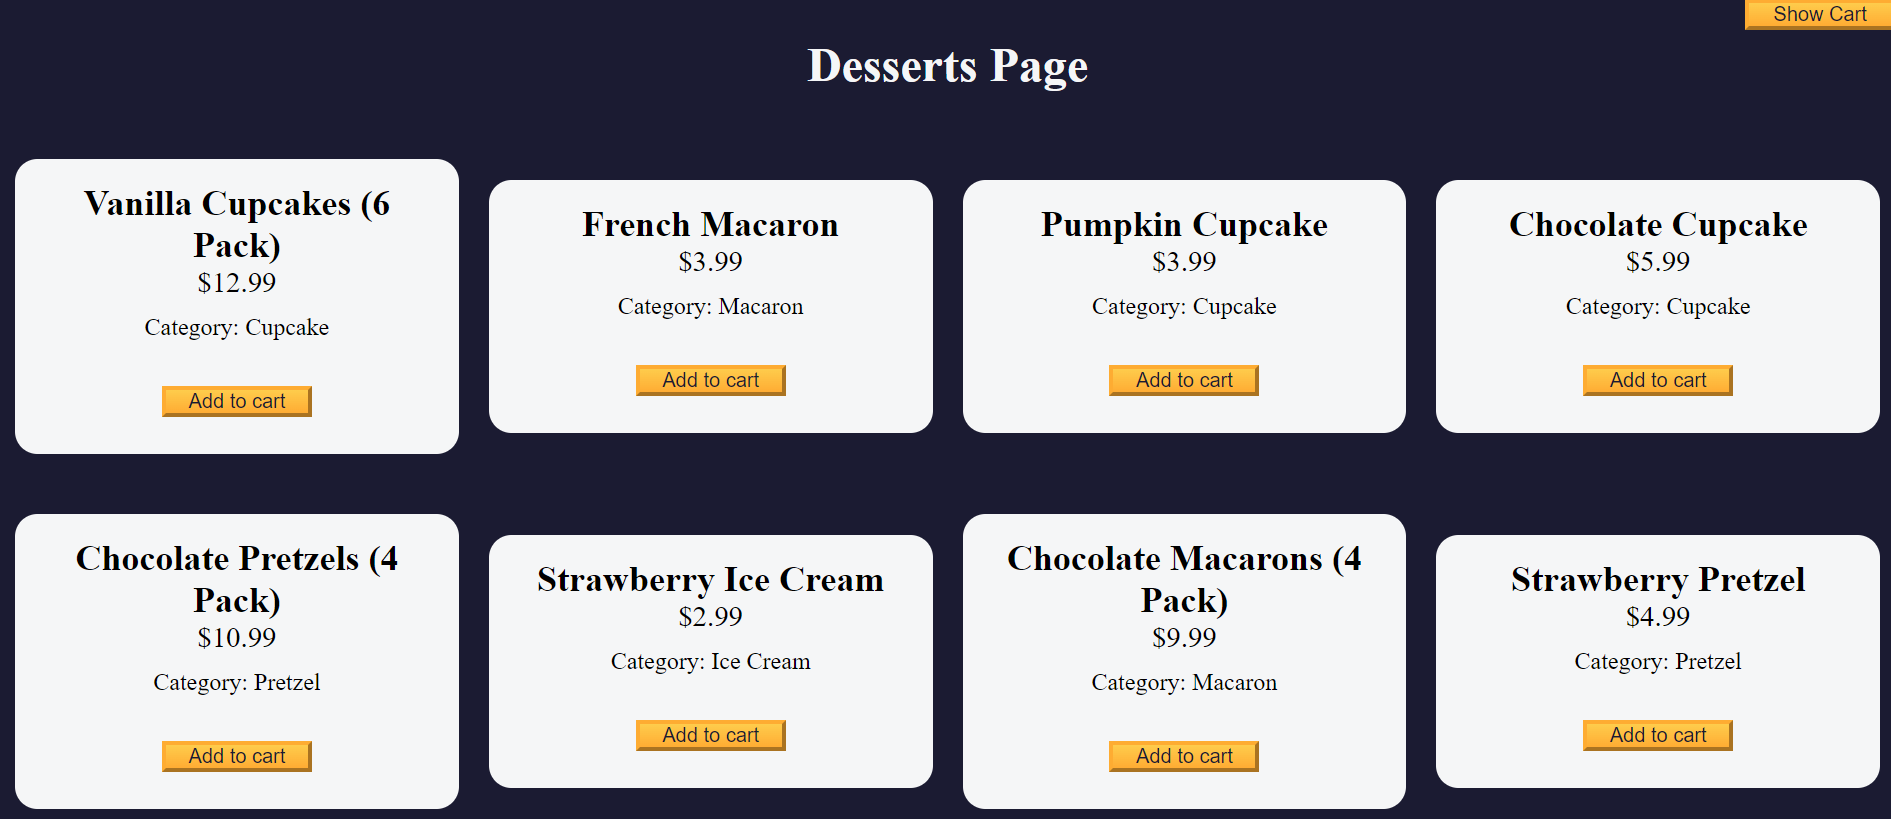 Show Cart
Desserts Page
Vanilla Cupcakes (6
Pack)
$12.99
Category: Cupcake
Add to cart
French Macaron
$3.99
Category: Macaron
Add to cart
Pumpkin Cupcake
$3.99
Category: Cupcake
Add to cart
Chocolate Cupcake
$5.99
Category: Cupcake
Add to cart
Chocolate Pretzels (4
Pack)
$10.99
Category: Pretzel
Add to cart
Strawberry Ice Cream
$2.99
Category: Ice Cream
Add to cart
Chocolate Macarons (4
Pack)
$9.99
Category: Macaron
Add to cart
Strawberry Pretzel
$4.99
Category: Pretzel
Add to cart